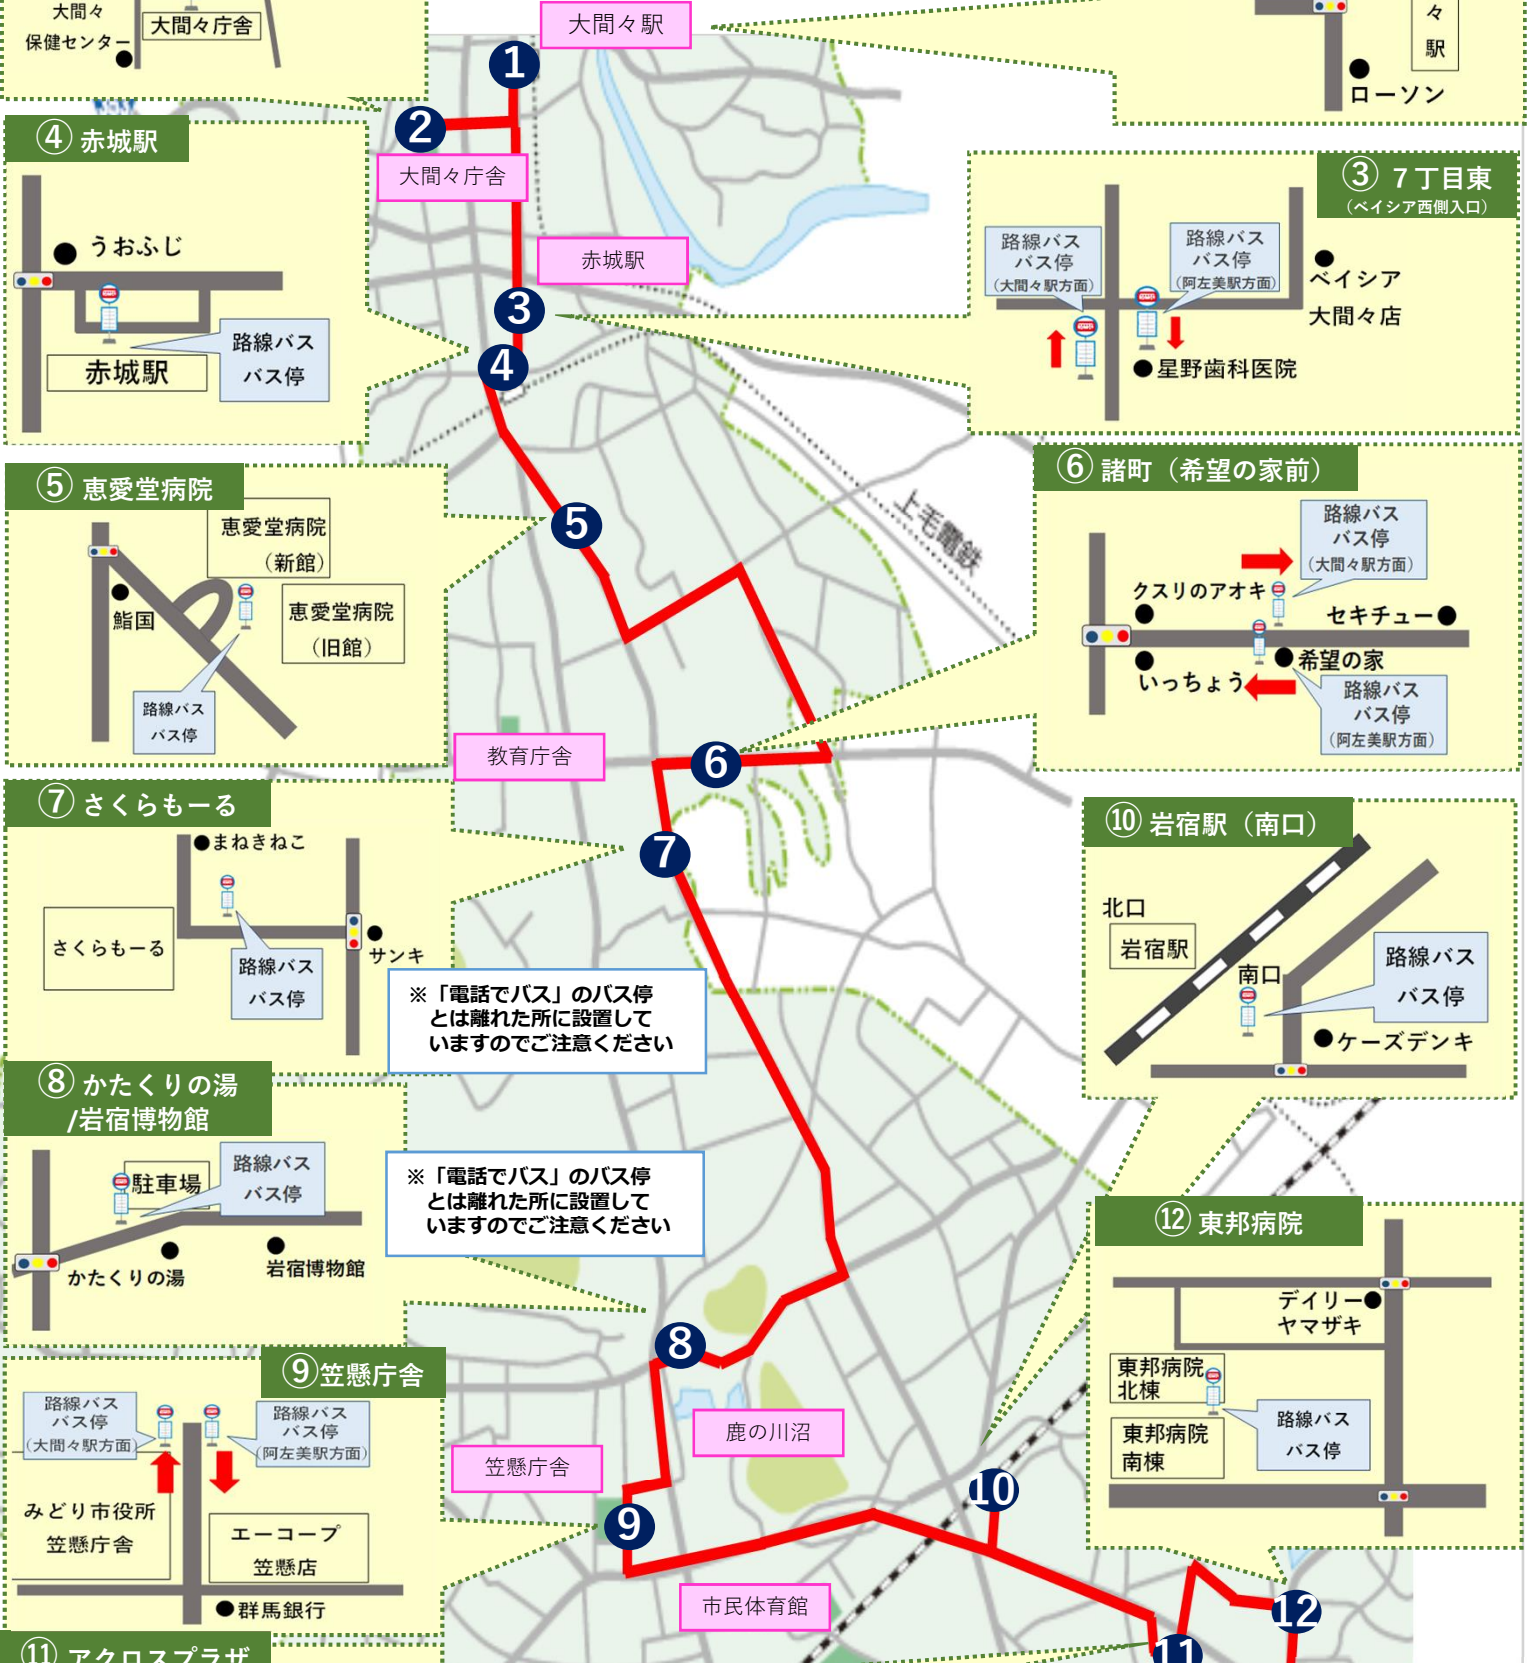 大間々
保健センター
大間々庁舎
大間々駅
々
駅
ローソン
1
2
大間々庁舎
④ 赤城駅
うおふじ
路線バス
バス停
赤城駅
赤城駅
3
4
③ 7丁目東
（ベイシア西側入口）
路線バス
バス停
（大間々駅方面）
路線バス
バス停
（阿左美駅方面）
ベイシア
大間々店
星野歯科医院
⑤ 恵愛堂病院
恵愛堂病院
（新館）
鮨国
恵愛堂病院
（旧館）
路線バス
バス停
5
上毛電鉄
⑥ 諸町（希望の家前）
路線バス
バス停
（大間々駅方面）
クスリのアオキ
セキチュー
希望の家
いっちょう
路線バス
バス停
（阿左美駅方面）
教育庁舎
6
⑦ さくらもーる
まねきねこ
さくらもーる
サンキ
路線バス
バス停
7
※「電話でバス」のバス停
とは離れた所に設置して
いますのでご注意ください
⑩ 岩宿駅（南口）
北口
岩宿駅
南口
路線バス
バス停
ケーズデンキ
⑧ かたくりの湯
/岩宿博物館
駐車場
路線バス
バス停
かたくりの湯
岩宿博物館
※「電話でバス」のバス停
とは離れた所に設置して
いますのでご注意ください
8
⑫ 東邦病院
デイリー
ヤマザキ
東邦病院
北棟
東邦病院
南棟
路線バス
バス停
⑨笠懸庁舎
路線バス
バス停
（大間々駅方面）
路線バス
バス停
（阿左美駅方面）
みどり市役所
笠懸庁舎
エーコープ
笠懸店
群馬銀行
笠懸庁舎
鹿の川沼
9
10
市民体育館
11
12
⑪ アクロスプラザ